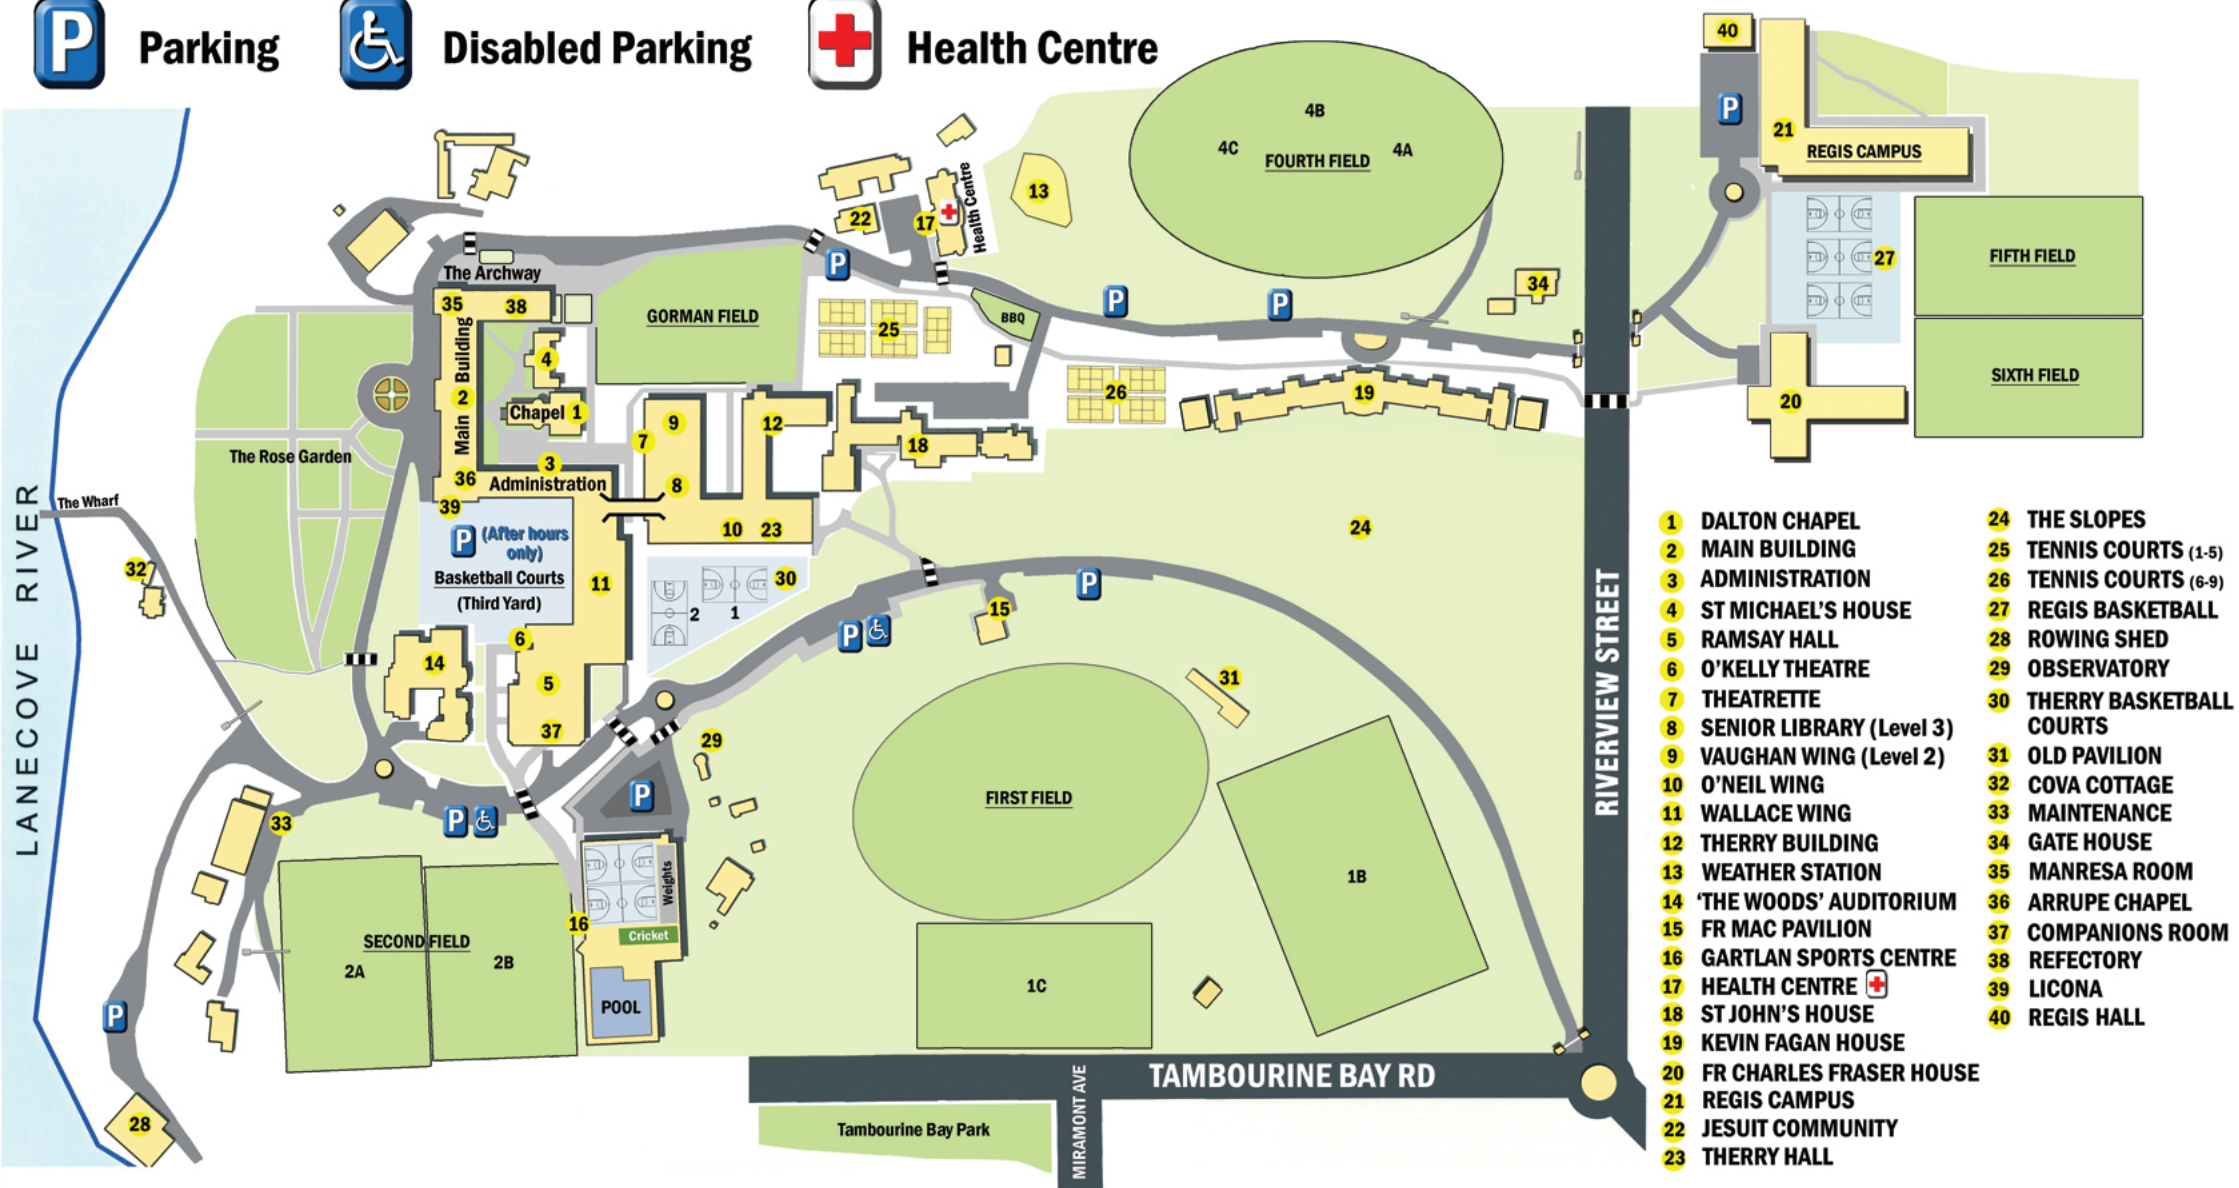 P Parking
Disabled Parking
Health Centre
40
P
21
REGIS CAMPUS
4B
4C
4A
FOURTH FIELD
13
22
17
Health Centre
27
FIFTH FIELD
SIXTH FIELD
20
34
The Archway
P
P
P
35
38
GORMAN FIELD
25
BBQ
Main Building
2
4
Chapel 1
26
19
9
7
12
18
The Rose Garden
3
36
Administration
8
39
10
23
24
P (After hours
only)
Basketball Courts
(Third Yard)
11
30
2
1
The Wharf
32
LANECOVE RIVER
P
15
P
6
14
5
37
31
29
P
P
33
FIRST FIELD
1B
1C
SECOND FIELD
2A
2B
16
Weights
Cricket
POOL
P
28
RIVERVIEW STREET
TAMBOURINE BAY RD
MIRAMONT AVE
Tambourine Bay Park
1 DALTON CHAPEL
2 MAIN BUILDING
3 ADMINISTRATION
4 ST MICHAEL'S HOUSE
5 RAMSAY HALL
6 O'KELLY THEATRE
7 THEATRETTE
8 SENIOR LIBRARY (Level 3)
9 VAUGHAN WING (Level 2)
10 O'NEIL WING
11 WALLACE WING
12 THERRY BUILDING
13 WEATHER STATION
14 'THE WOODS' AUDITORIUM
15 FR MAC PAVILION
16 GARTLAN SPORTS CENTRE
17 HEALTH CENTRE
18 ST JOHN'S HOUSE
19 KEVIN FAGAN HOUSE
20 FR CHARLES FRASER HOUSE
21 REGIS CAMPUS
22 JESUIT COMMUNITY
23 THERRY HALL
24 THE SLOPES
25 TENNIS COURTS (1-5)
26 TENNIS COURTS (6-9)
27 REGIS BASKETBALL
28 ROWING SHED
29 OBSERVATORY
30 THERRY BASKETBALL
COURTS
31 OLD PAVILION
32 COVA COTTAGE
33 MAINTENANCE
34 GATE HOUSE
35 MANRESA ROOM
36 ARRUPE CHAPEL
37 COMPANIONS ROOM
38 REFECTORY
39 LICONA
40 REGIS HALL